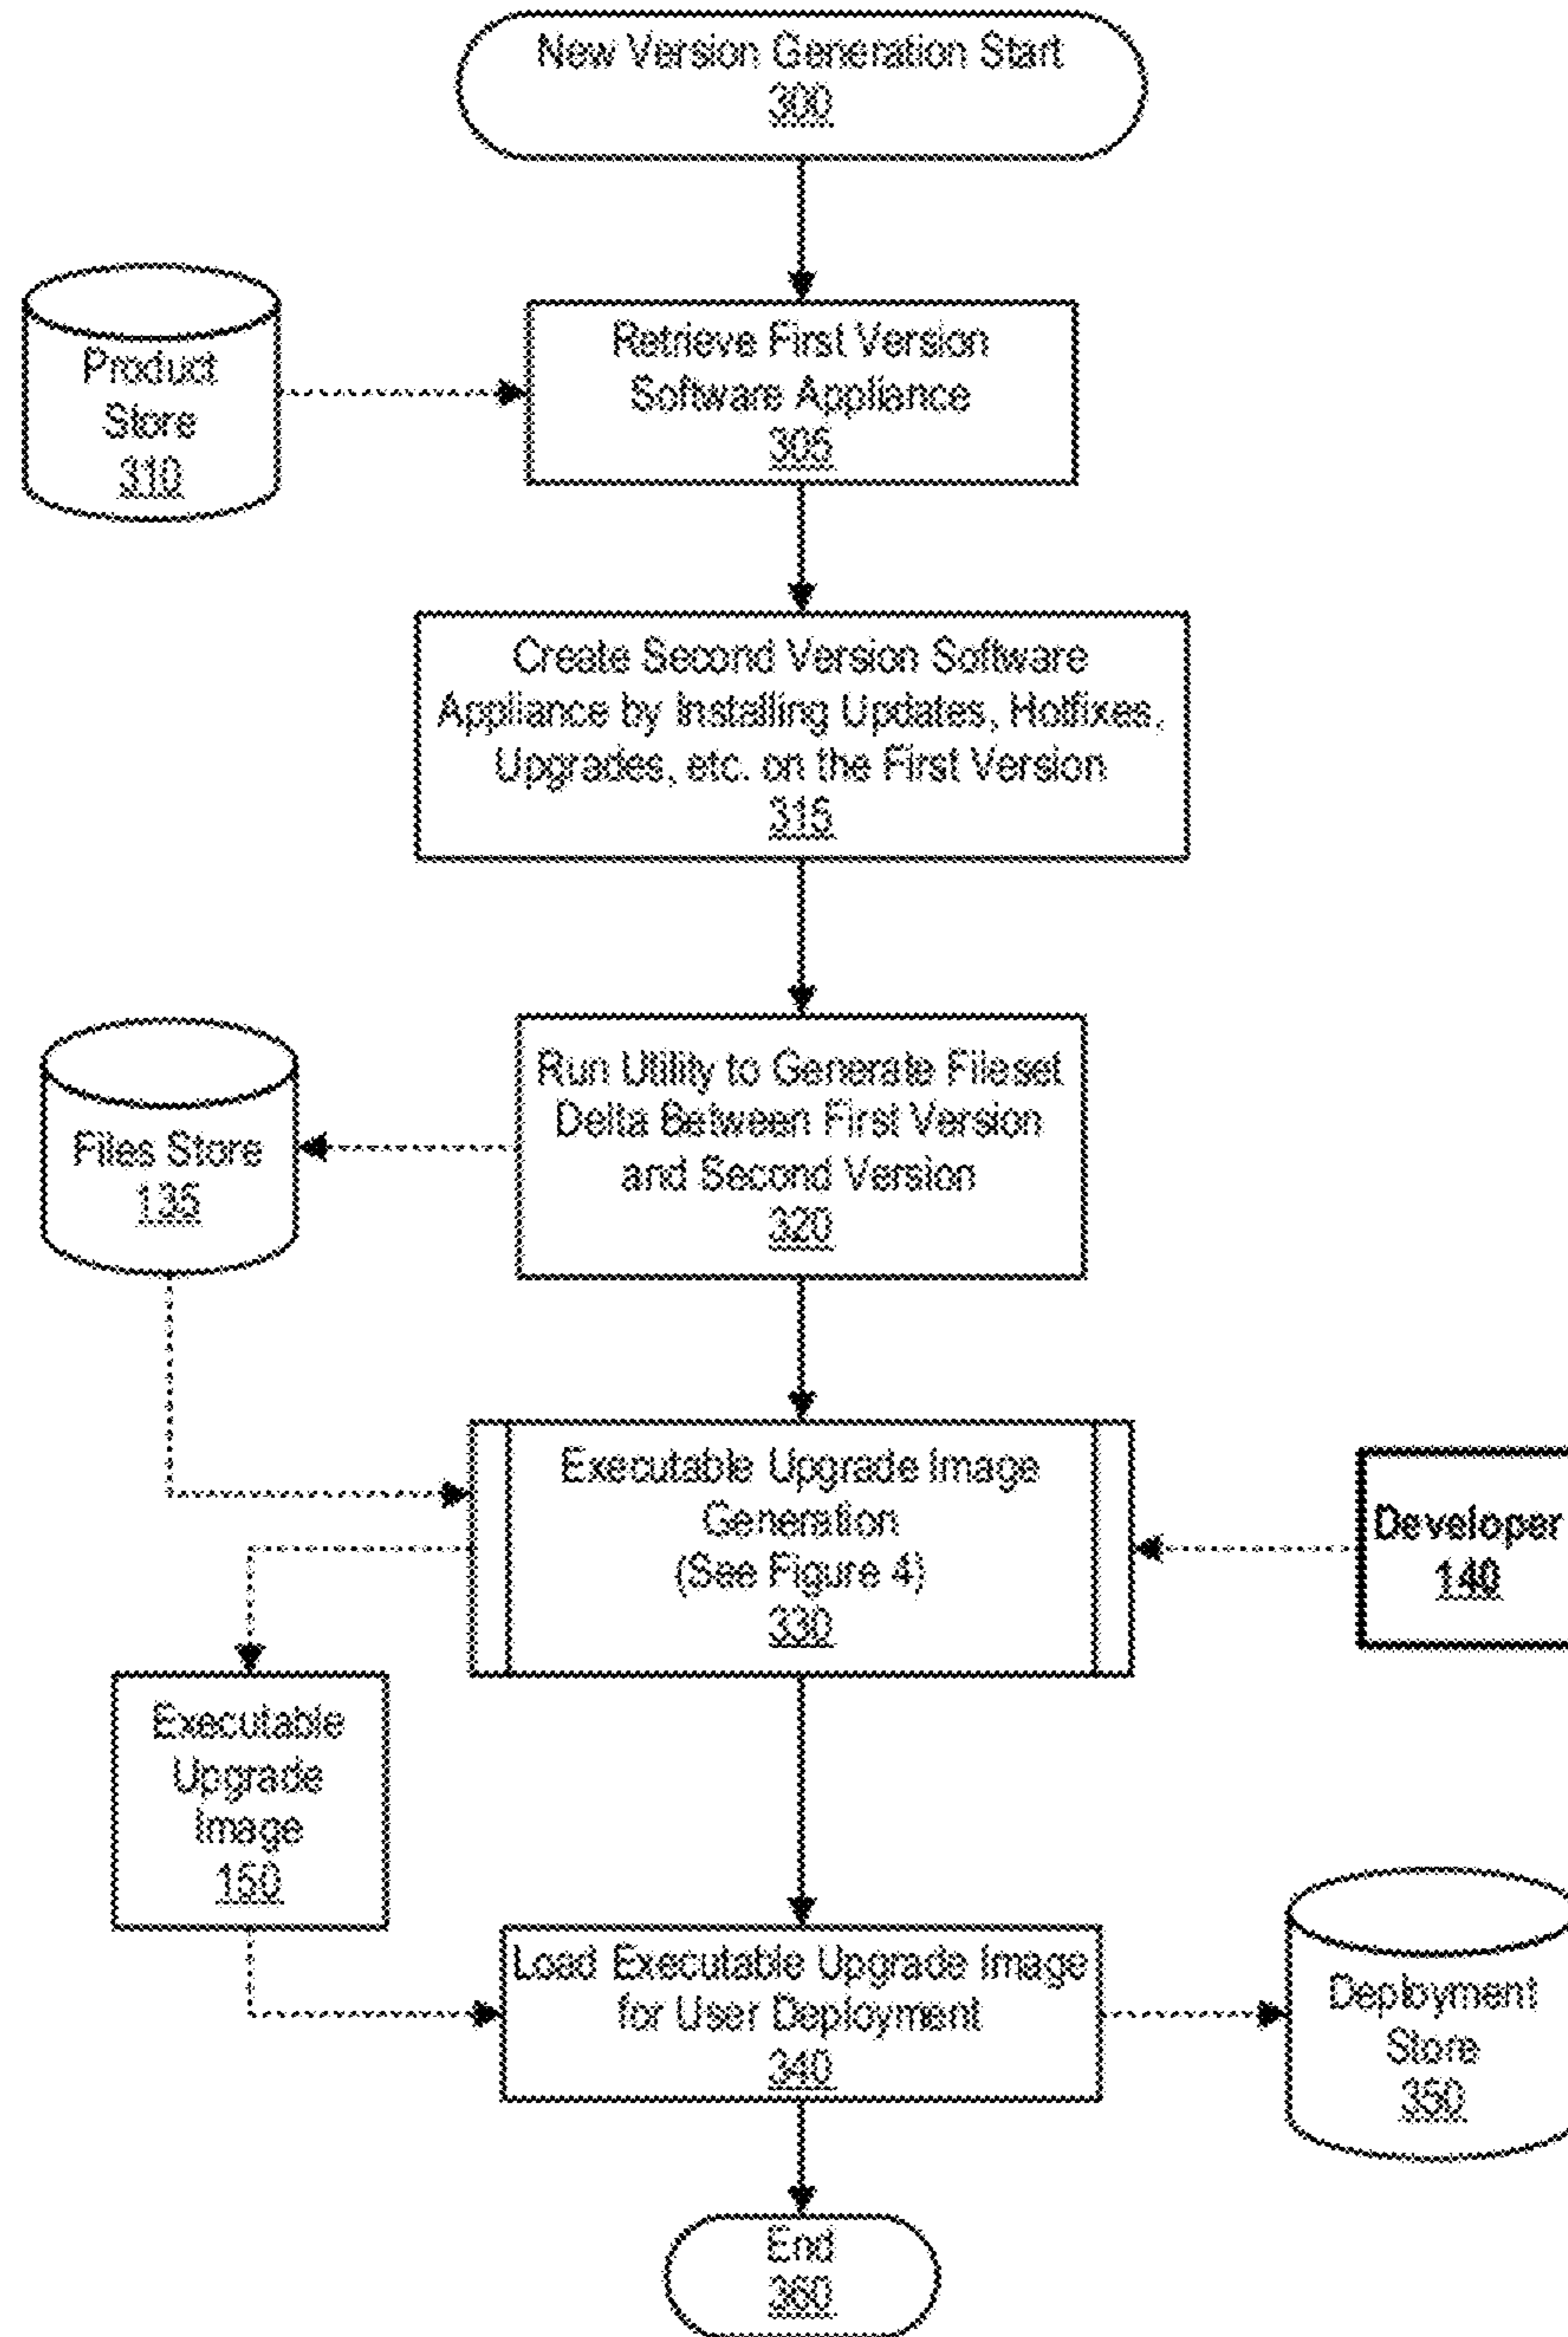 New Version Generation Start
300
Product
Store
310
Retrieve First Version
Software Appliance
305
Create Second Version Software
Appliance by Installing Updates, Hotfixes,
Upgrades, etc. on the First Version
315
Files Store
135
Run Utility to Generate Fileset
Delta Between First Version
and Second Version
320
Executable Upgrade Image
Generation
(See Figure 4)
330
Developer
140
Executable
Upgrade
Image
150
Load Executable Upgrade Image
for User Deployment
340
Deployment
Store
350
End
360